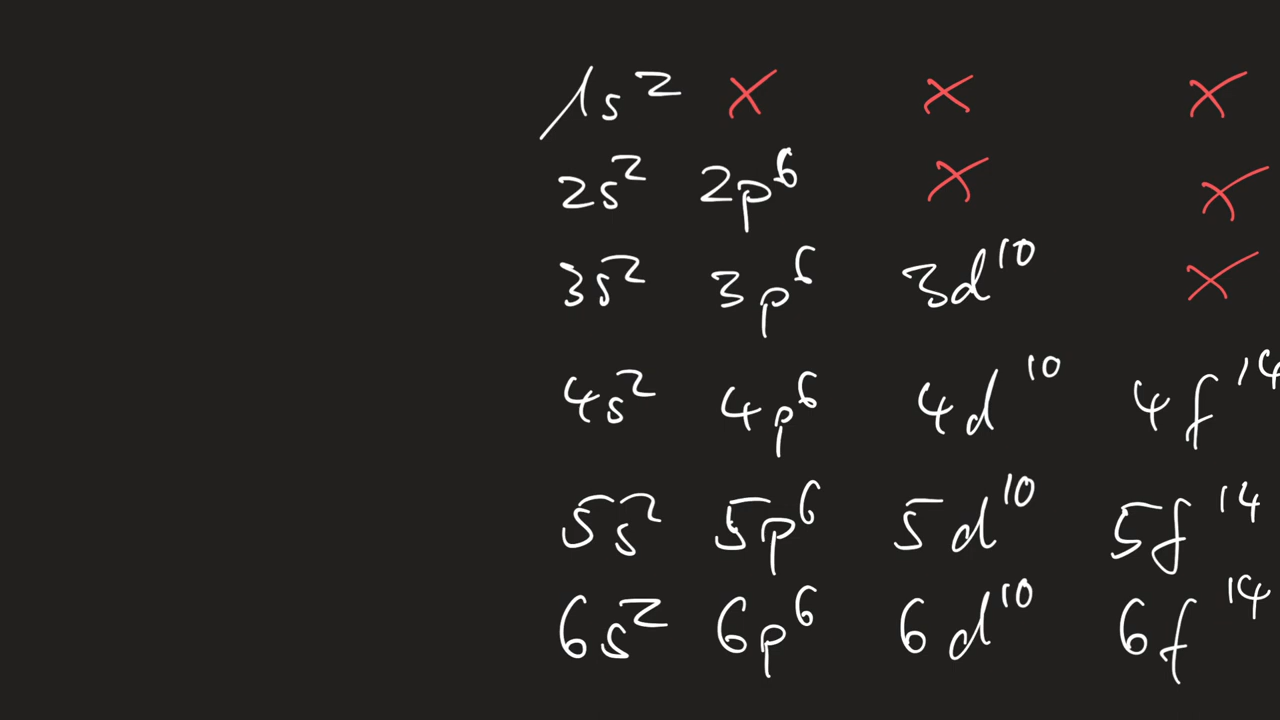 1s² x x x
2s² 2p⁶ x x
3s² 3p⁶ 3d¹⁰ x
4s² 4p⁶ 4d¹⁰ 4f¹⁴
5s² 5p⁶ 5d¹⁰ 5f¹⁴
6s² 6p⁶ 6d¹⁰ 6f¹⁴